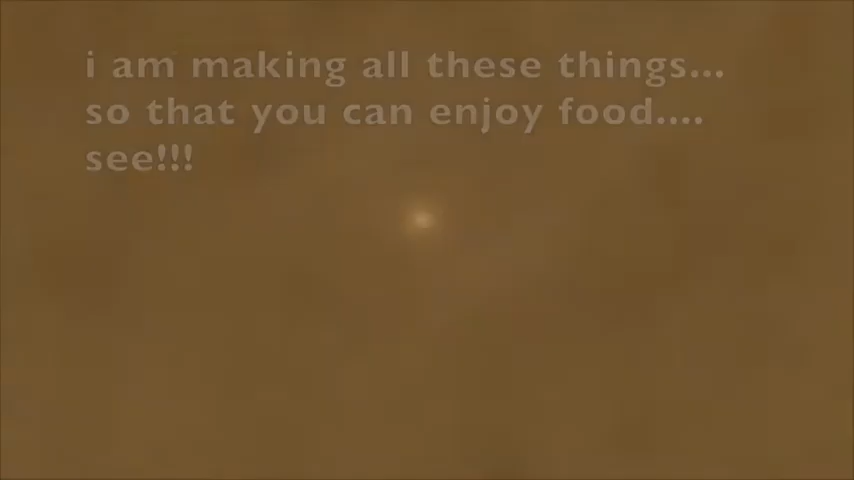 i am making all these things...
so that you can enjoy food....
see!!!